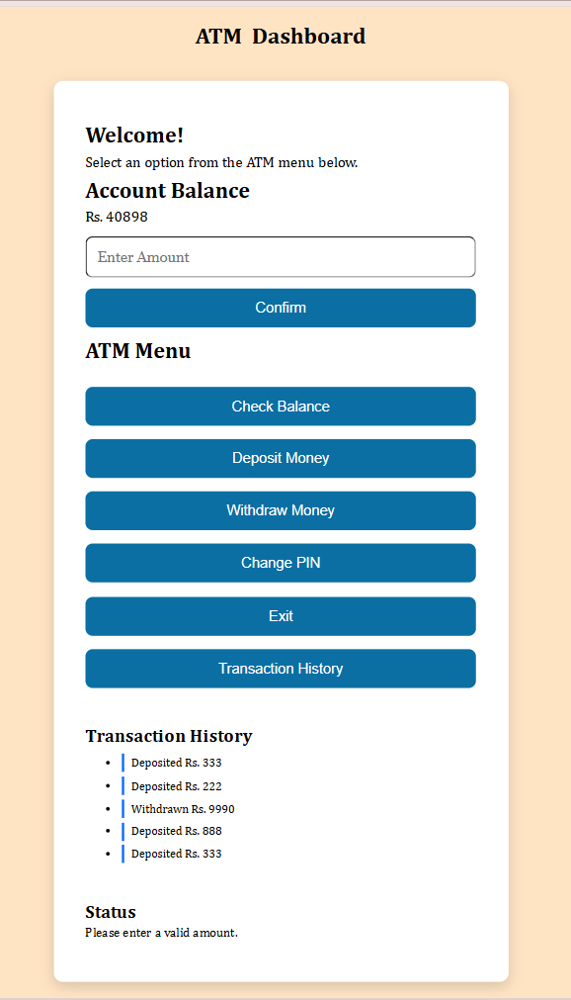 ATM Dashboard
Welcome!
Select an option from the ATM menu below.
Account Balance
Rs. 40898
Enter Amount
Confirm
ATM Menu
Check Balance
Deposit Money
Withdraw Money
Change PIN
Exit
Transaction History
Transaction History
Deposited Rs. 333
Deposited Rs. 222
Withdrawn Rs. 9990
Deposited Rs. 888
Deposited Rs. 333
Status
Please enter a valid amount.